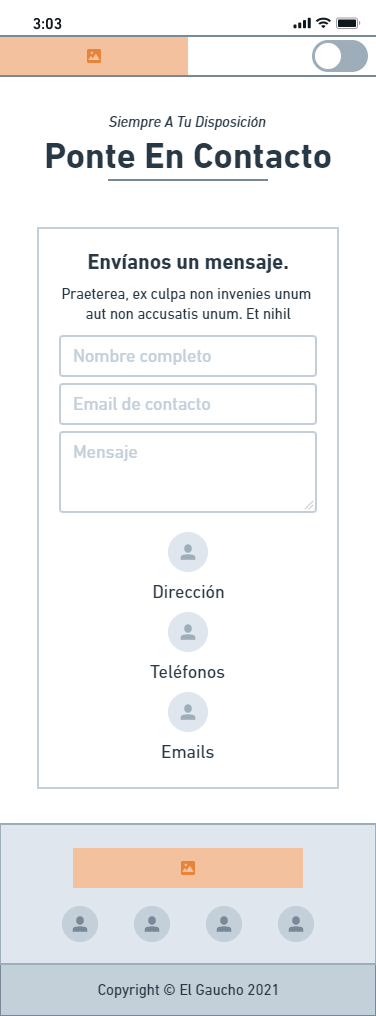 3:03
Siempre A Tu Disposición
Ponte En Contacto
Envíanos un mensaje.
Praeterea, ex culpa non invenies unum
aut non accusatis unum. Et nihil
Nombre completo
Email de contacto
Mensaje
Dirección
Teléfonos
Emails
Copyright © El Gaucho 2021